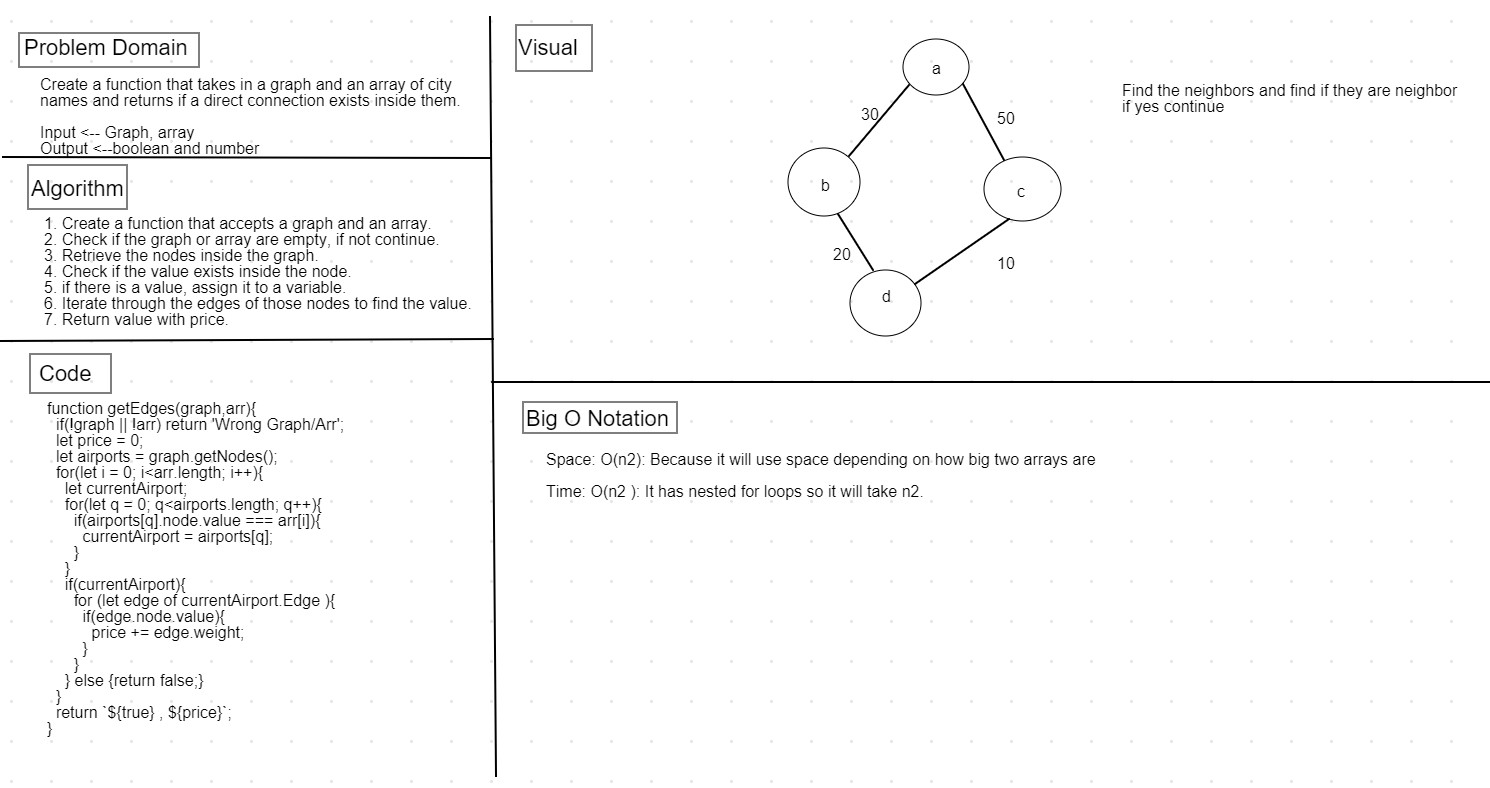 Problem Domain
Create a function that takes in a graph and an array of city
names and returns if a direct connection exists inside them.
Input <-- Graph, array
Output <--boolean and number
Algorithm
1. Create a function that accepts a graph and an array.
2. Check if the graph or array are empty, if not continue.
3. Retrieve the nodes inside the graph.
4. Check if the value exists inside the node.
5. if there is a value, assign it to a variable.
6. Iterate through the edges of those nodes to find the value.
7. Return value with price.
Code
function getEdges(graph,arr){
if(!graph || !arr) return 'Wrong Graph/Arr';
let price = 0;
let airports = graph.getNodes();
for(let i = 0; i<arr.length; i++){
let currentAirport;
for(let q = 0; q<airports.length; q++){
if(airports[q].node.value === arr[i]){
currentAirport = airports[q];
}
}
if(currentAirport){
for (let edge of currentAirport.Edge ){
if(edge.node.value){
price += edge.weight;
}
}
} else {return false;}
}
return `${true} , ${price}`;
}
Visual
a
30
50
b
c
20
10
d
Find the neighbors and find if they are neighbor
if yes continue
Big O Notation
Space: O(n2): Because it will use space depending on how big two arrays are
Time: O(n2 ): It has nested for loops so it will take n2.